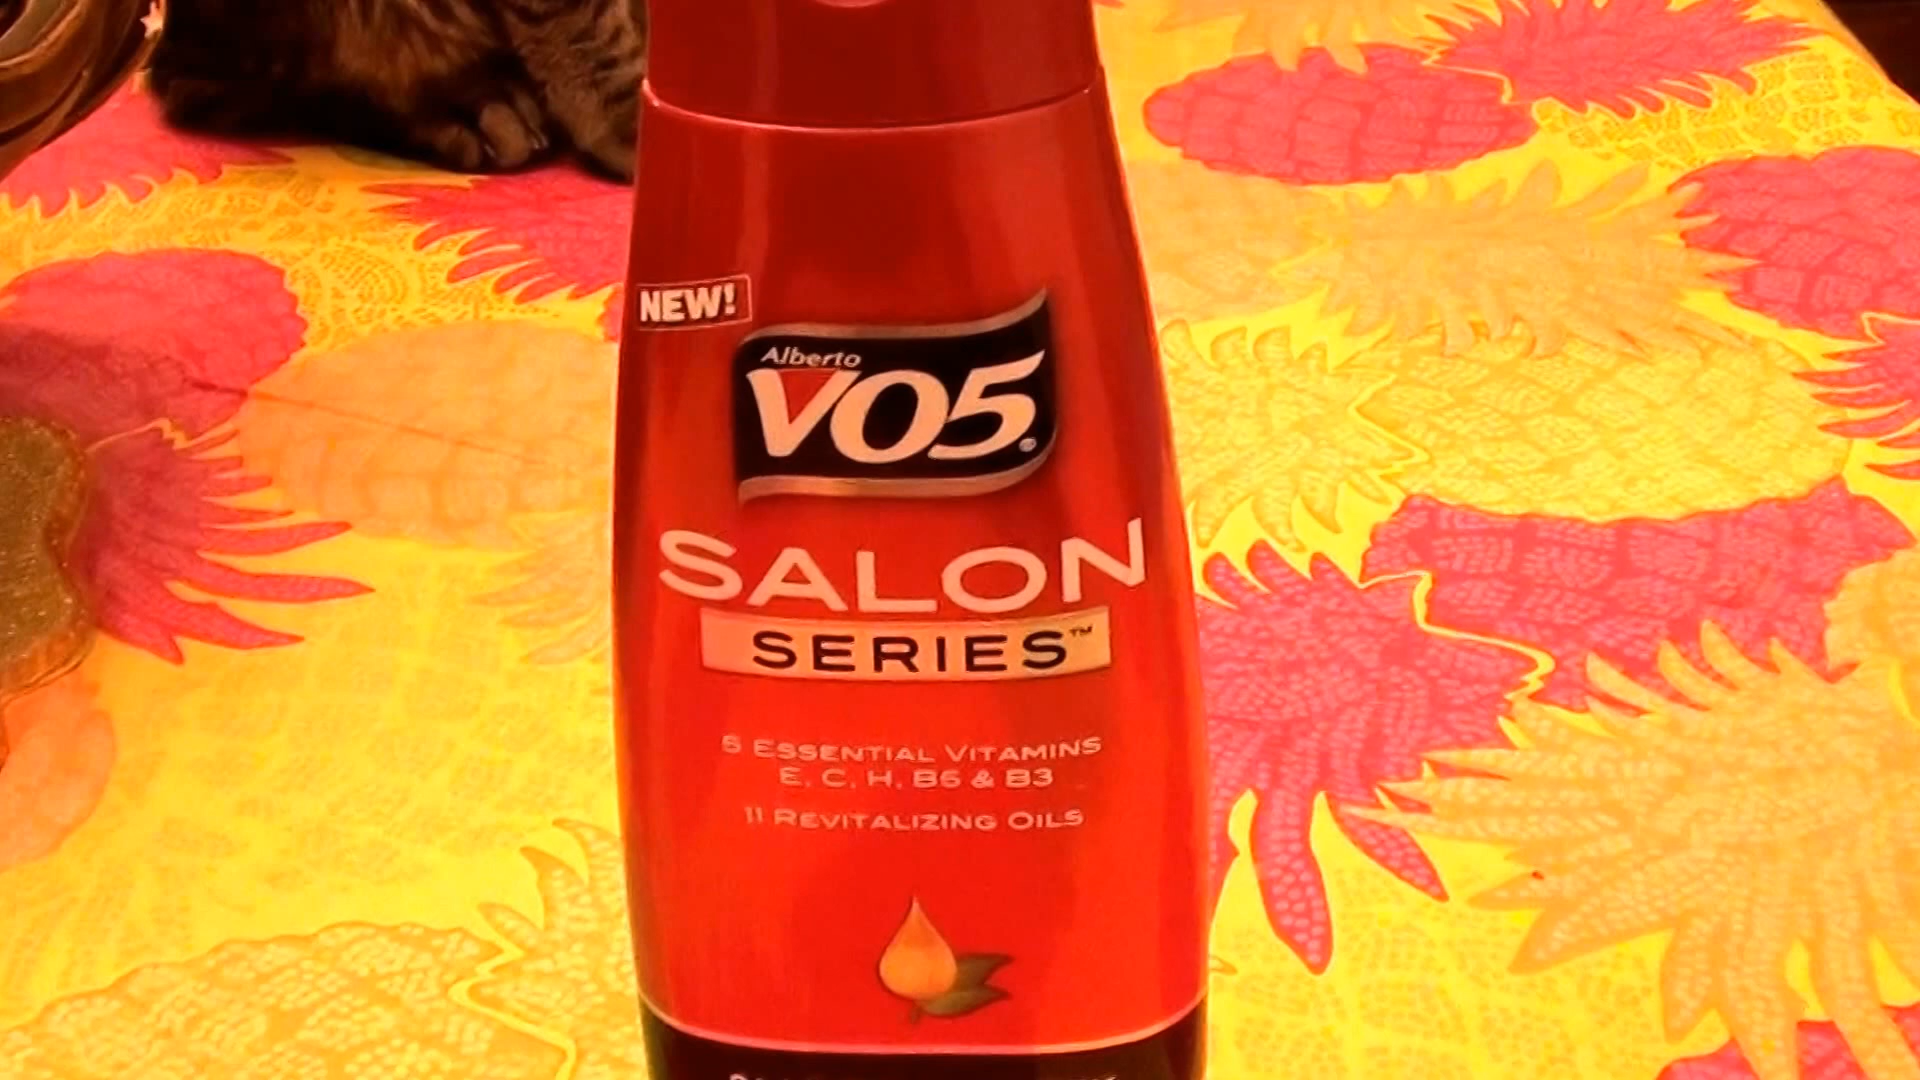 NEW!
Alberto
VO5®
SALON
SERIES™
5 ESSENTIAL VITAMINS
E, C, H, B6 & B3
11 REVITALIZING OILS